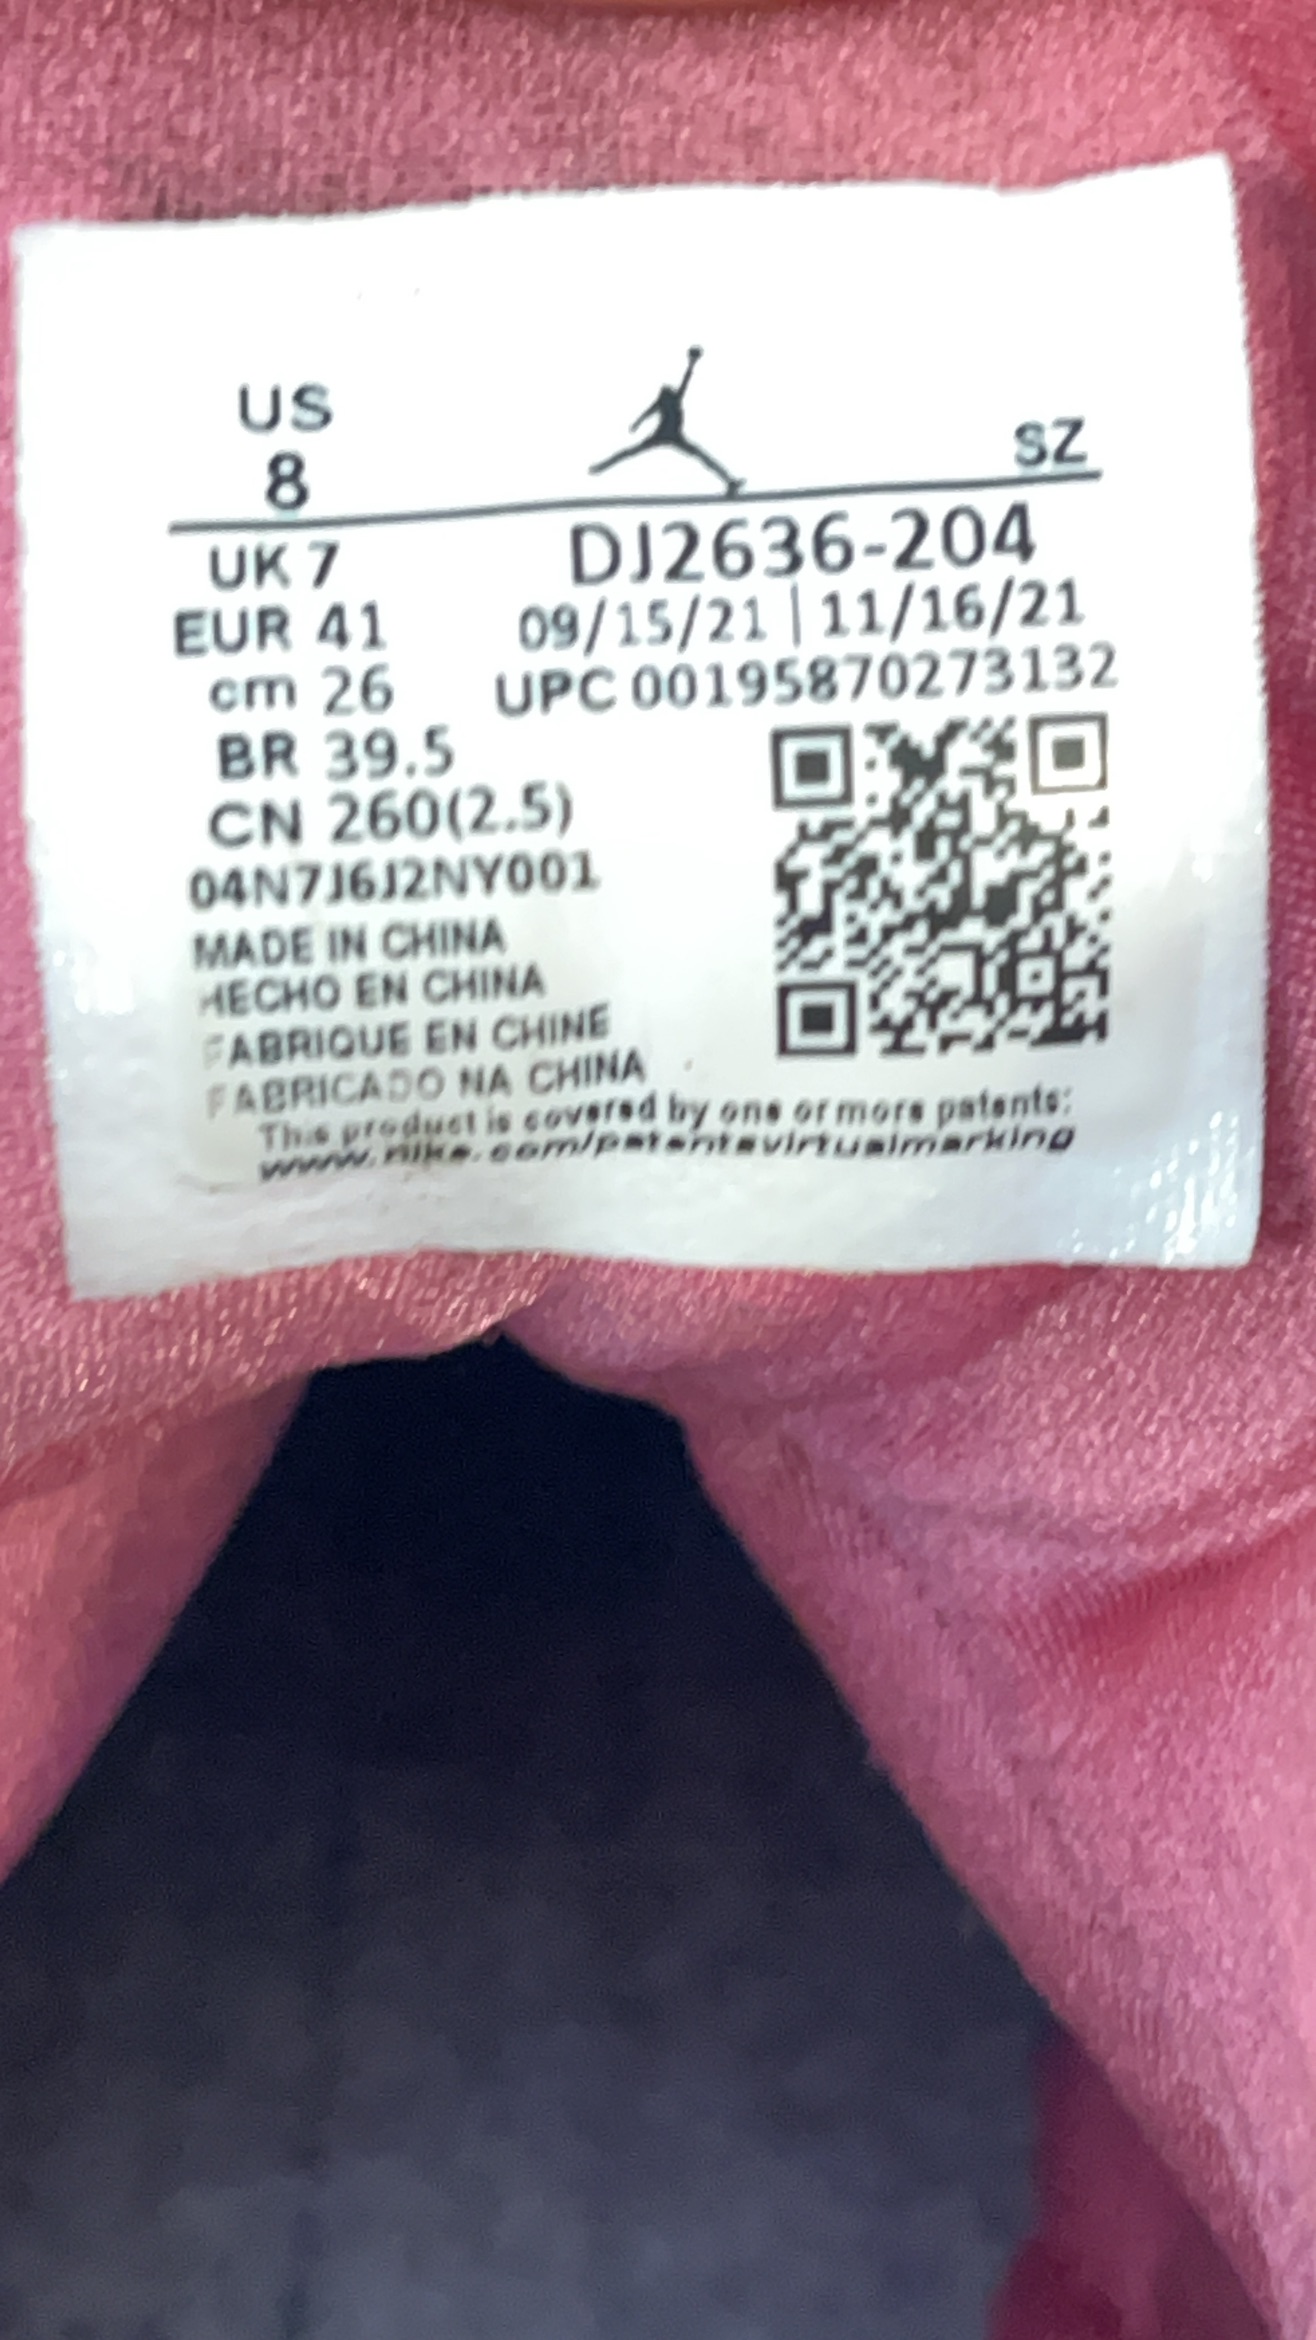 US
8
SZ
UK 7
DJ2636-204
EUR 41
09/15/21 | 11/16/21
cm 26
UPC 00195870273132
BR 39.5
CN 260(2.5)
04N7J6J2NY001
MADE IN CHINA
HECHO EN CHINA
FABRIQUE EN CHINE
FABRICADO NA CHINA
This product is covered by one or more patents:
www.nike.com/patentsvirtualmarking